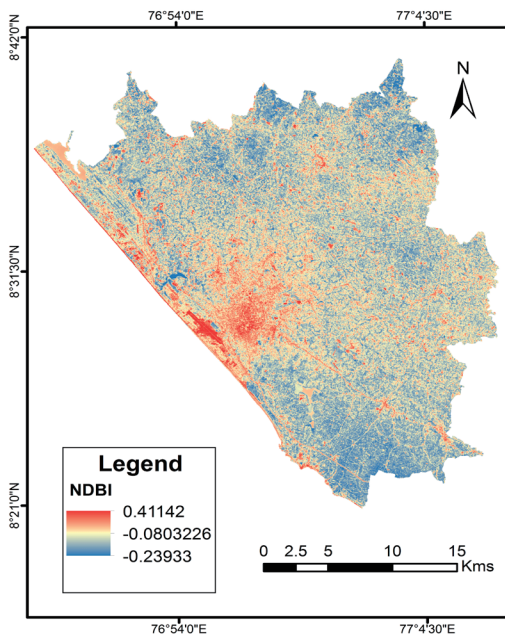 76°54'0"E 77°4'30"E
8°42'0"N
N
8°31'30"N
8°21'0"N
Legend
NDBI
0.41142
-0.0803226
-0.23933
0 2.5 5 10 15
Kms
76°54'0"E 77°4'30"E